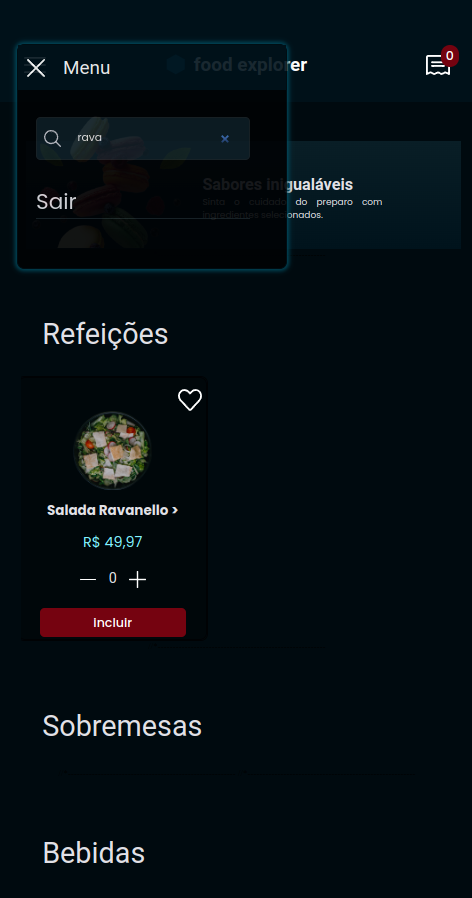 Menu
food explorer
0
rava
Sair
Sabores inigualáveis
Sinta o cuidado do preparo com
ingredientes selecionados.
Refeições
Salada Ravanello >
R$ 49,97
0
Incluir
Sobremesas
Bebidas